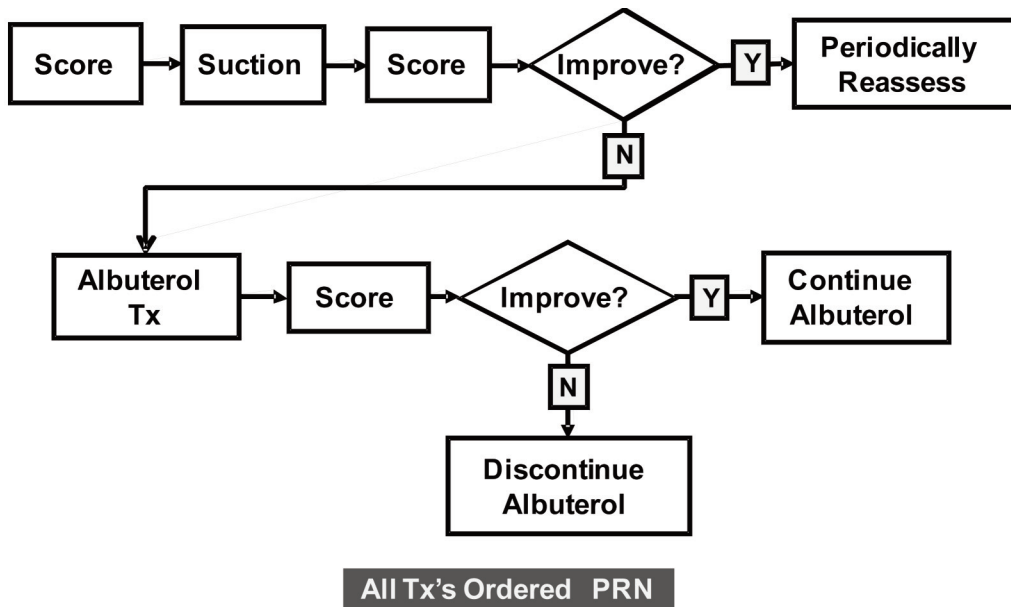 Score
Suction
Score
Improve?
Y
Periodically
Reassess
N
Albuterol
Tx
Score
Improve?
Y
Continue
Albuterol
N
Discontinue
Albuterol
All Tx's Ordered PRN